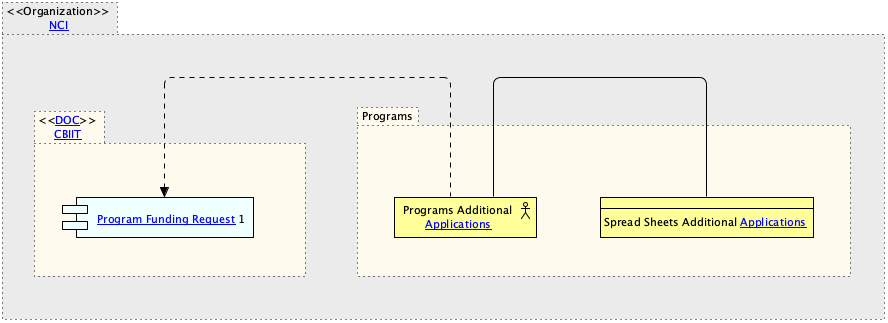 <<Organization>>
NCI
<<DOC>>
CBIIT
Programs
Program Funding Request 1
Programs Additional
Applications
Spread Sheets Additional Applications